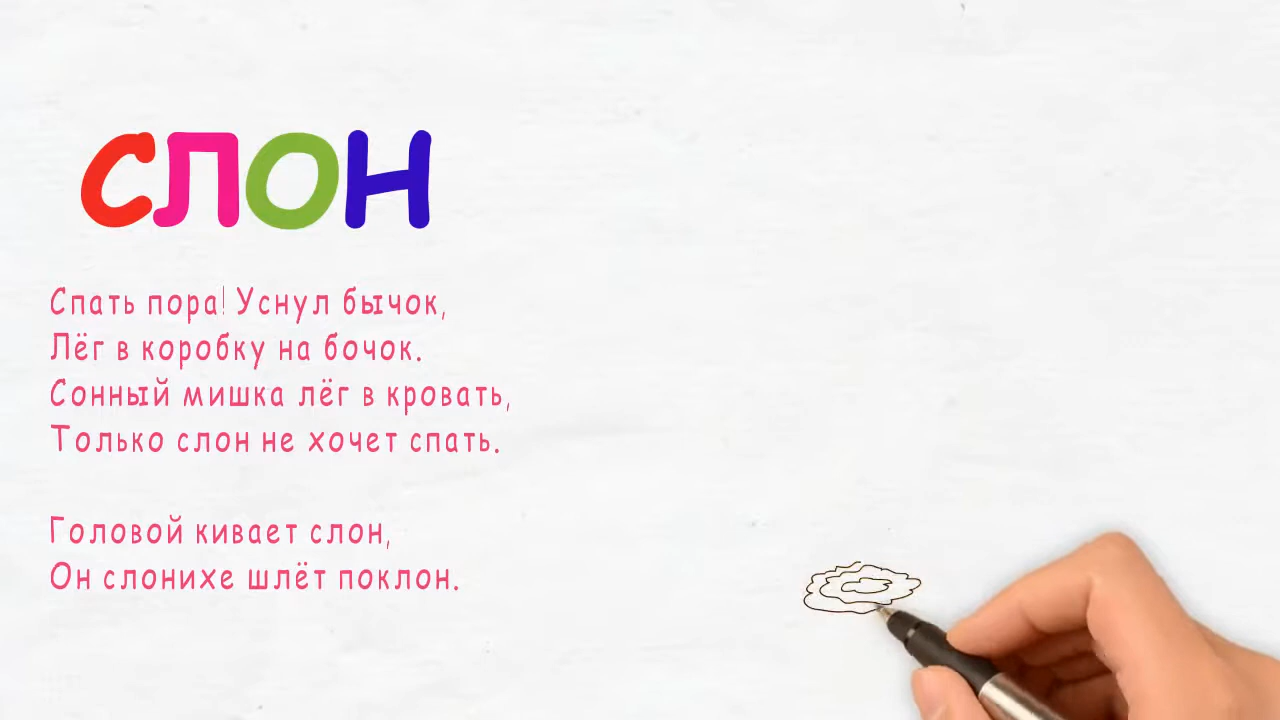 СЛОН
Спать пора! Уснул бычок,
Лёг в коробку на бочок.
Сонный мишка лёг в кровать,
Только слон не хочет спать.
Головой кивает слон,
Он слонихе шлёт поклон.